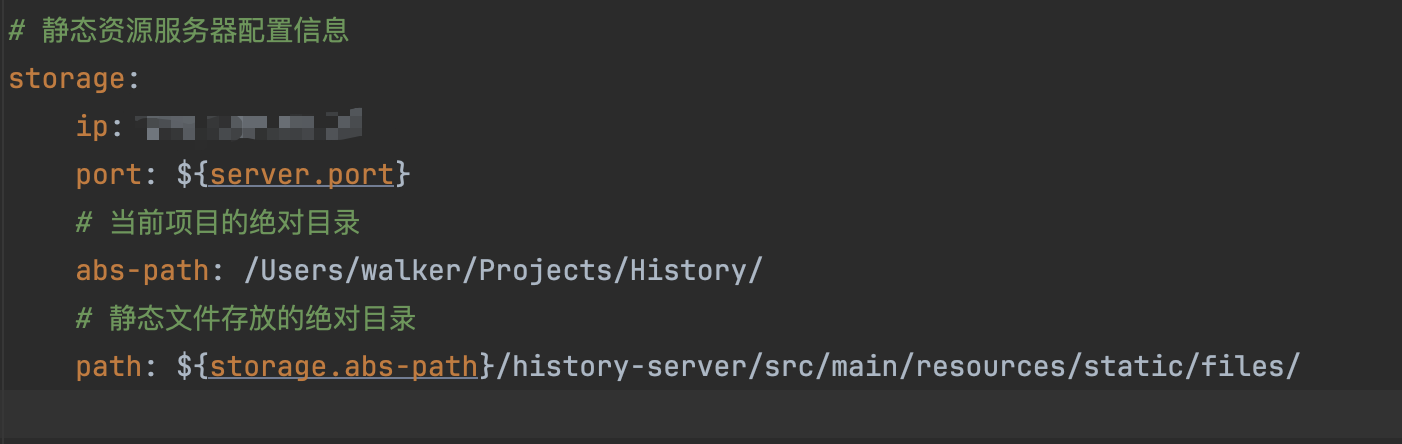 # 静态资源服务器配置信息
storage:
ip:
port: ${server.port}
# 当前项目的绝对目录
abs-path: /Users/walker/Projects/History/
# 静态文件存放的绝对目录
path: ${storage.abs-path}/history-server/src/main/resources/static/files/